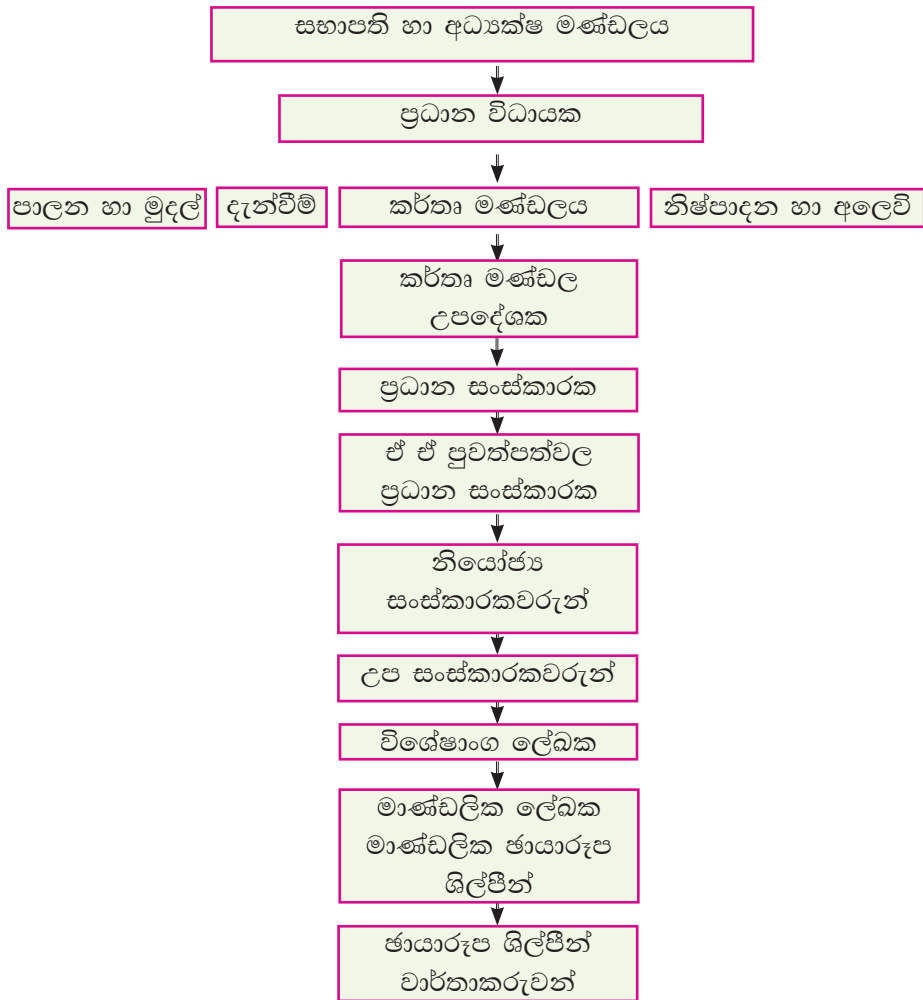 සභාපති හා අධ්‍යක්ෂ මණ්ඩලය
ප්‍රධාන විධායක
පාලන හා මුදල් දැන්වීම් කර්තෘ මණ්ඩලය නිෂ්පාදන හා අලෙවි
කර්තෘ මණ්ඩල
උපදේශක
ප්‍රධාන සංස්කාරක
ඒ ඒ පුවත්පත්වල
ප්‍රධාන සංස්කාරක
නියෝජ්‍ය
සංස්කාරකවරුන්
උප සංස්කාරකවරුන්
විශේෂාංග ලේඛක
මාණ්ඩලික ලේඛක
මාණ්ඩලික ඡායාරූප
ශිල්පීන්
ඡායාරූප ශිල්පීන්
වාර්තාකරුවන්